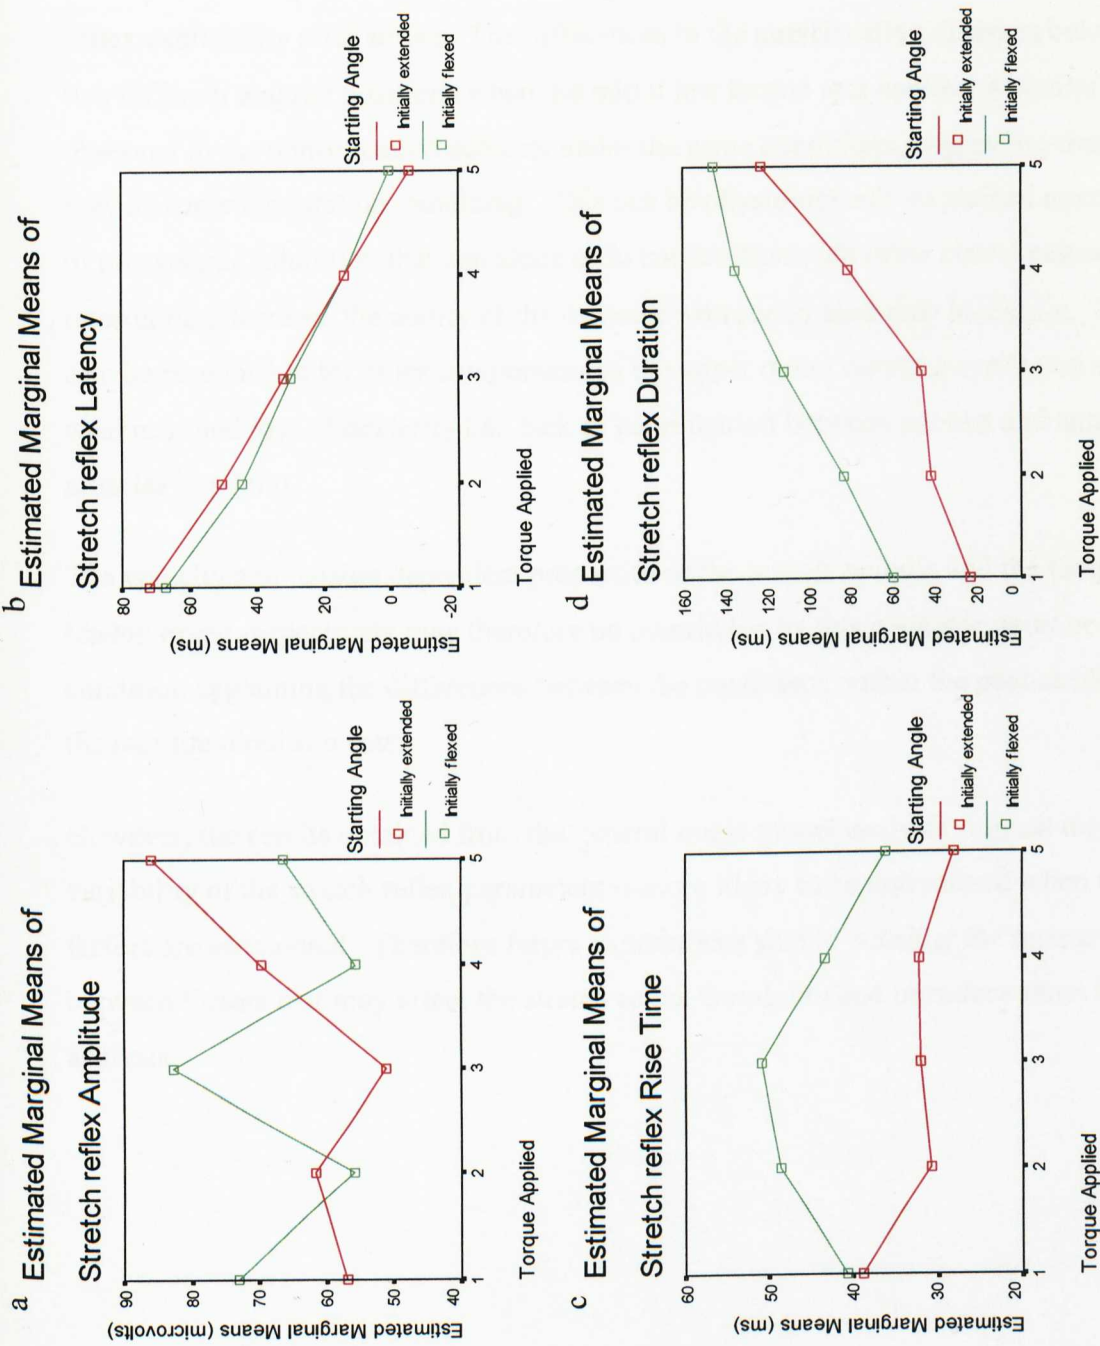 a
Estimated Marginal Means of
Stretch reflex Amplitude
Estimated Marginal Means (microvolts)
90
80
70
60
50
40
1 2 3 4 5
Torque Applied
Starting Angle
Initially extended
Initially flexed
b
Estimated Marginal Means of
Stretch reflex Latency
Estimated Marginal Means (ms)
80
60
40
20
0
-20
1 2 3 4 5
Torque Applied
Starting Angle
Initially extended
Initially flexed
c
Estimated Marginal Means of
Stretch reflex Rise Time
Estimated Marginal Means (ms)
60
50
40
30
20
1 2 3 4 5
Torque Applied
Starting Angle
Initially extended
Initially flexed
d
Estimated Marginal Means of
Stretch reflex Duration
Estimated Marginal Means (ms)
160
140
120
100
80
60
40
20
0
1 2 3 4 5
Torque Applied
Starting Angle
Initially extended
Initially flexed